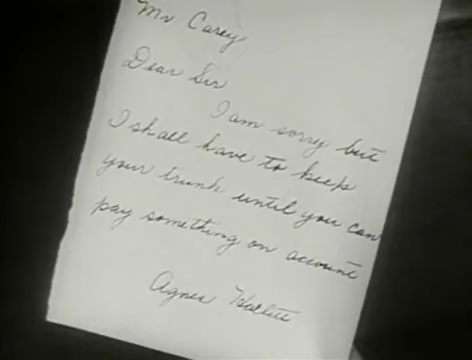 Mr Carey
Dear Sir
I am sorry but
I shall have to keep
your trunk until you can
pay something on account
Agnes Hollitt